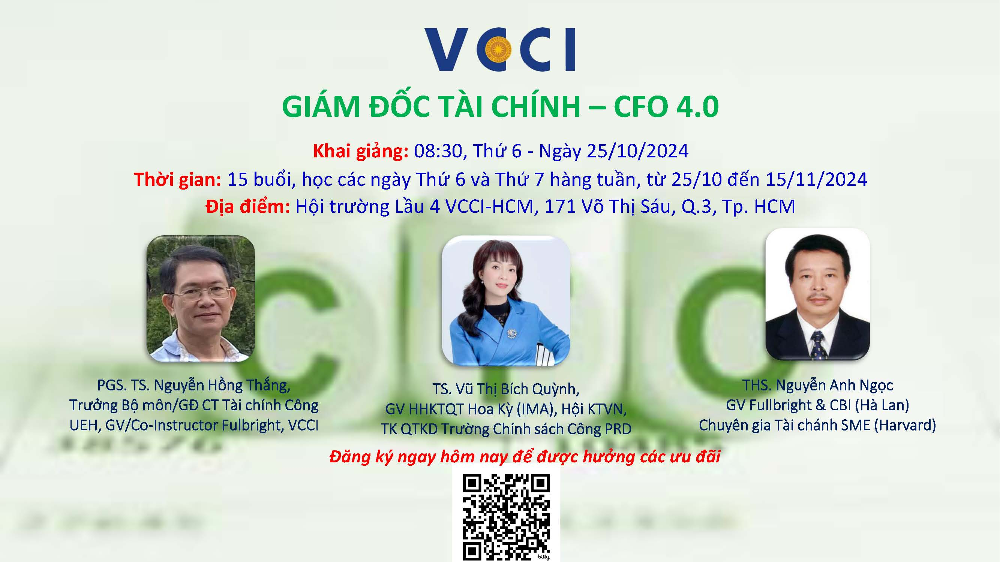 VCCI
GIÁM ĐỐC TÀI CHÍNH – CFO 4.0
Khai giảng: 08:30, Thứ 6 - Ngày 25/10/2024
Thời gian: 15 buổi, học các ngày Thứ 6 và Thứ 7 hàng tuần, từ 25/10 đến 15/11/2024
Địa điểm: Hội trường Lầu 4 VCCI-HCM, 171 Võ Thị Sáu, Q.3, Tp. HCM
PGS. TS. Nguyễn Hồng Thắng,
Trưởng Bộ môn/GĐ CT Tài chính Công
UEH, GV/Co-Instructor Fulbright, VCCI
TS. Vũ Thị Bích Quỳnh,
GV HHKTQT Hoa Kỳ (IMA), Hội KTVN,
TK QTKD Trường Chính sách Công PRD
THS. Nguyễn Anh Ngọc
GV Fullbright & CBI (Hà Lan)
Chuyên gia Tài chánh SME (Harvard)
Đăng ký ngay hôm nay để được hưởng các ưu đãi
bitly